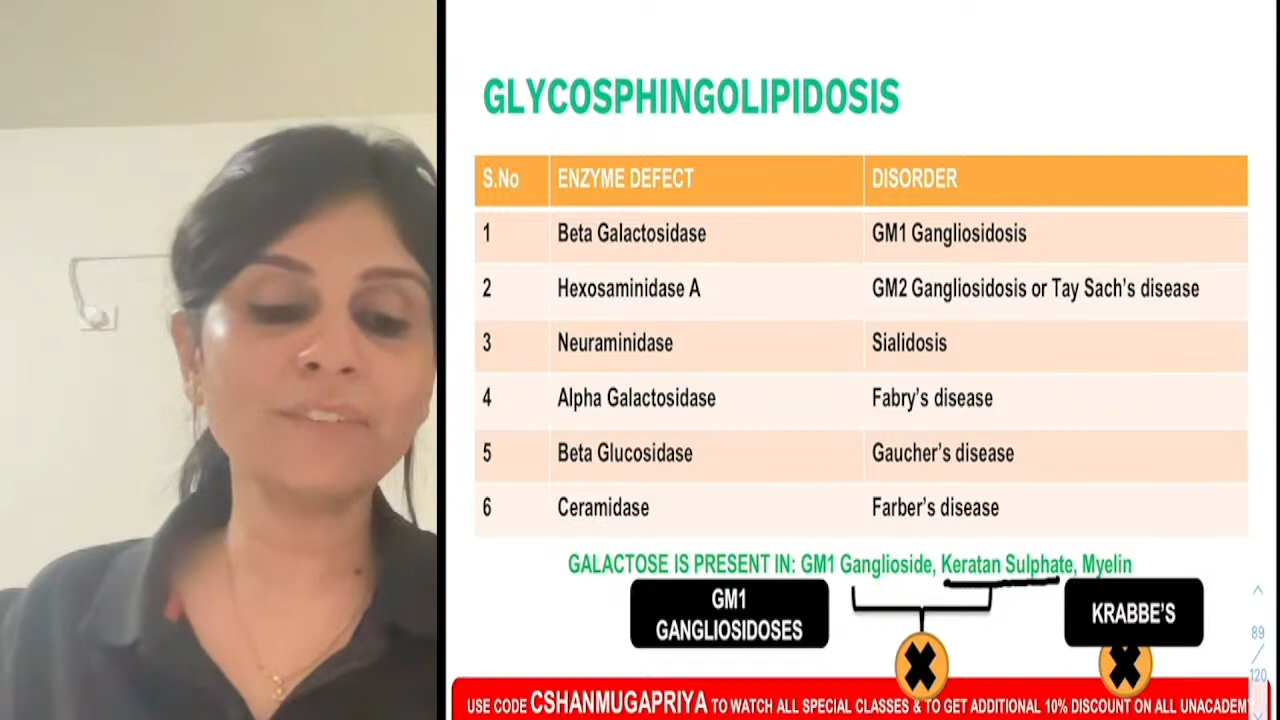 GLYCOSPHINGOLIPIDOSIS
S.No ENZYME DEFECT DISORDER
1 Beta Galactosidase GM1 Gangliosidosis
2 Hexosaminidase A GM2 Gangliosidosis or Tay Sach's disease
3 Neuraminidase Sialidosis
4 Alpha Galactosidase Fabry's disease
5 Beta Glucosidase Gaucher's disease
6 Ceramidase Farber's disease
GALACTOSE IS PRESENT IN: GM1 Ganglioside, Keratan Sulphate, Myelin
GM1
GANGLIOSIDOSES
KRABBE'S
89
/
120
USE CODE CSHANMUGAPRIYA TO WATCH ALL SPECIAL CLASSES & TO GET ADDITIONAL 10% DISCOUNT ON ALL UNACADEMY